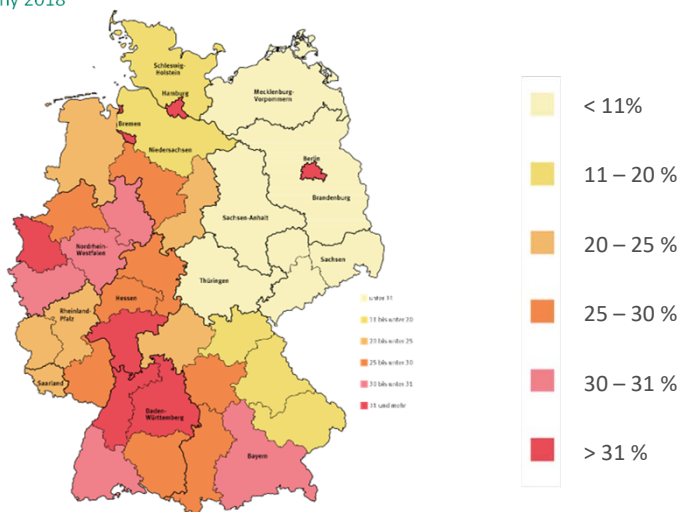 ny 2018
Schleswig-
Holstein
Hamburg
Mecklenburg-
Vorpommern
Bremen
Niedersachsen
Berlin
Brandenburg
Sachsen-Anhalt
Nordrhein-
Westfalen
Sachsen
Thüringen
Hessen
Rheinland-
Pfalz
Saarland
Baden-
Württemberg
Bayern
unter 11
11 bis unter 20
20 bis unter 25
25 bis unter 30
30 bis unter 31
31 und mehr
< 11%
11 – 20 %
20 – 25 %
25 – 30 %
30 – 31 %
> 31 %